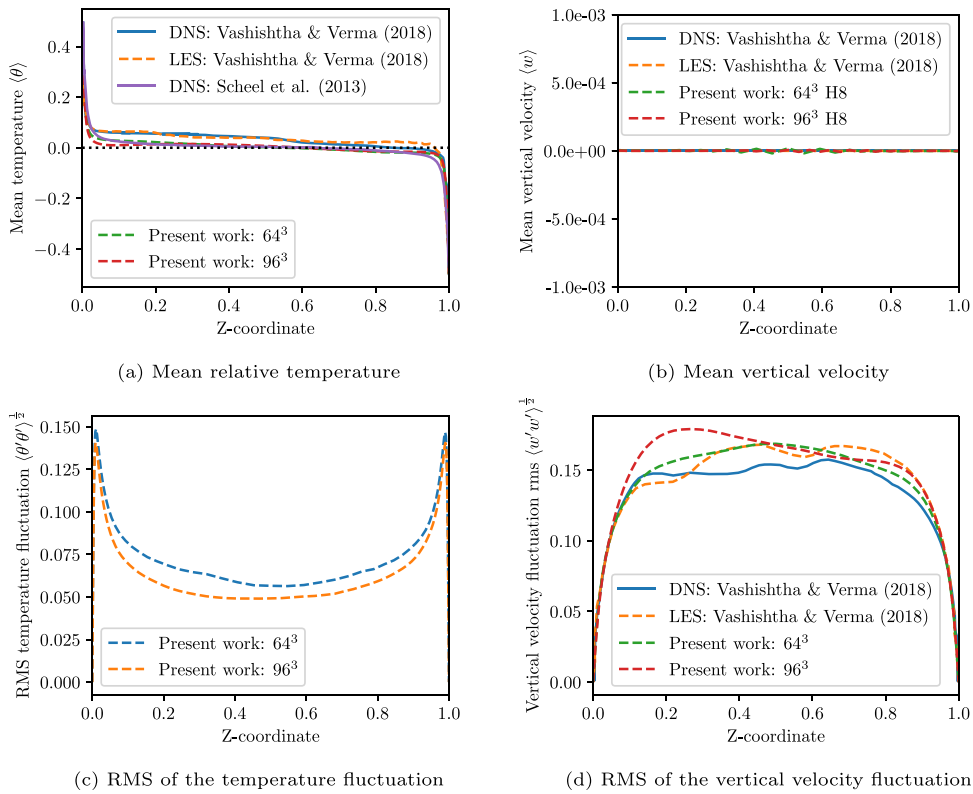 DNS: Vashishtha & Verma (2018)
LES: Vashishtha & Verma (2018)
DNS: Scheel et al. (2013)
Present work: 64³
Present work: 96³
Mean temperature ⟨θ⟩
0.4
0.2
0.0
−0.2
−0.4
0.0 0.2 0.4 0.6 0.8 1.0
Z-coordinate
(a) Mean relative temperature
DNS: Vashishtha & Verma (2018)
LES: Vashishtha & Verma (2018)
Present work: 64³ H8
Present work: 96³ H8
Mean vertical velocity ⟨w⟩
1.0e-03
5.0e-04
0.0e+00
-5.0e-04
-1.0e-03
0.0 0.2 0.4 0.6 0.8 1.0
Z-coordinate
(b) Mean vertical velocity
RMS temperature fluctuation ⟨θ′θ′⟩^½
0.150
0.125
0.100
0.075
0.050
0.025
0.000
Present work: 64³
Present work: 96³
0.0 0.2 0.4 0.6 0.8 1.0
Z-coordinate
(c) RMS of the temperature fluctuation
Vertical velocity fluctuation rms ⟨w′w′⟩^½
0.15
0.10
0.05
0.00
DNS: Vashishtha & Verma (2018)
LES: Vashishtha & Verma (2018)
Present work: 64³
Present work: 96³
0.0 0.2 0.4 0.6 0.8 1.0
Z-coordinate
(d) RMS of the vertical velocity fluctuation